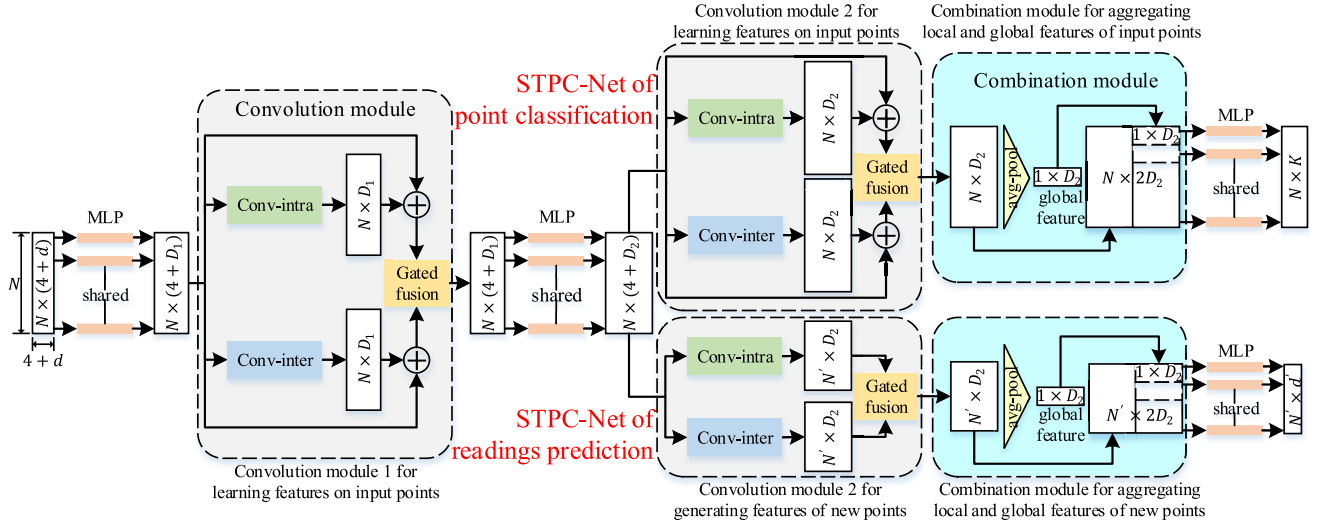 Convolution module 2 for
learning features on input points
Combination module for aggregating
local and global features of input points
STPC-Net of
point classification
Convolution module
Conv-intra
N × D₁
Conv-inter
N × D₁
Gated
fusion
N
N × (4 + d)
4 + d
MLP
shared
N × (4 + D₁)
N × (4 + D₁)
MLP
shared
N × (4 + D₂)
Conv-intra
N × D₂
Conv-inter
N × D₂
Gated
fusion
Combination module
N × D₂
avg-pool
1 × D₂
global
feature
1 × D₂
N × 2D₂
MLP
shared
N × K
Conv-intra
N′ × D₂
Conv-inter
N′ × D₂
Gated
fusion
N′ × D₂
avg-pool
1 × D₂
global
feature
1 × D₂
N′ × 2D₂
MLP
shared
N′ × d′
STPC-Net of
readings prediction
Convolution module 1 for
learning features on input points
Convolution module 2 for
generating features of new points
Combination module for aggregating
local and global features of new points